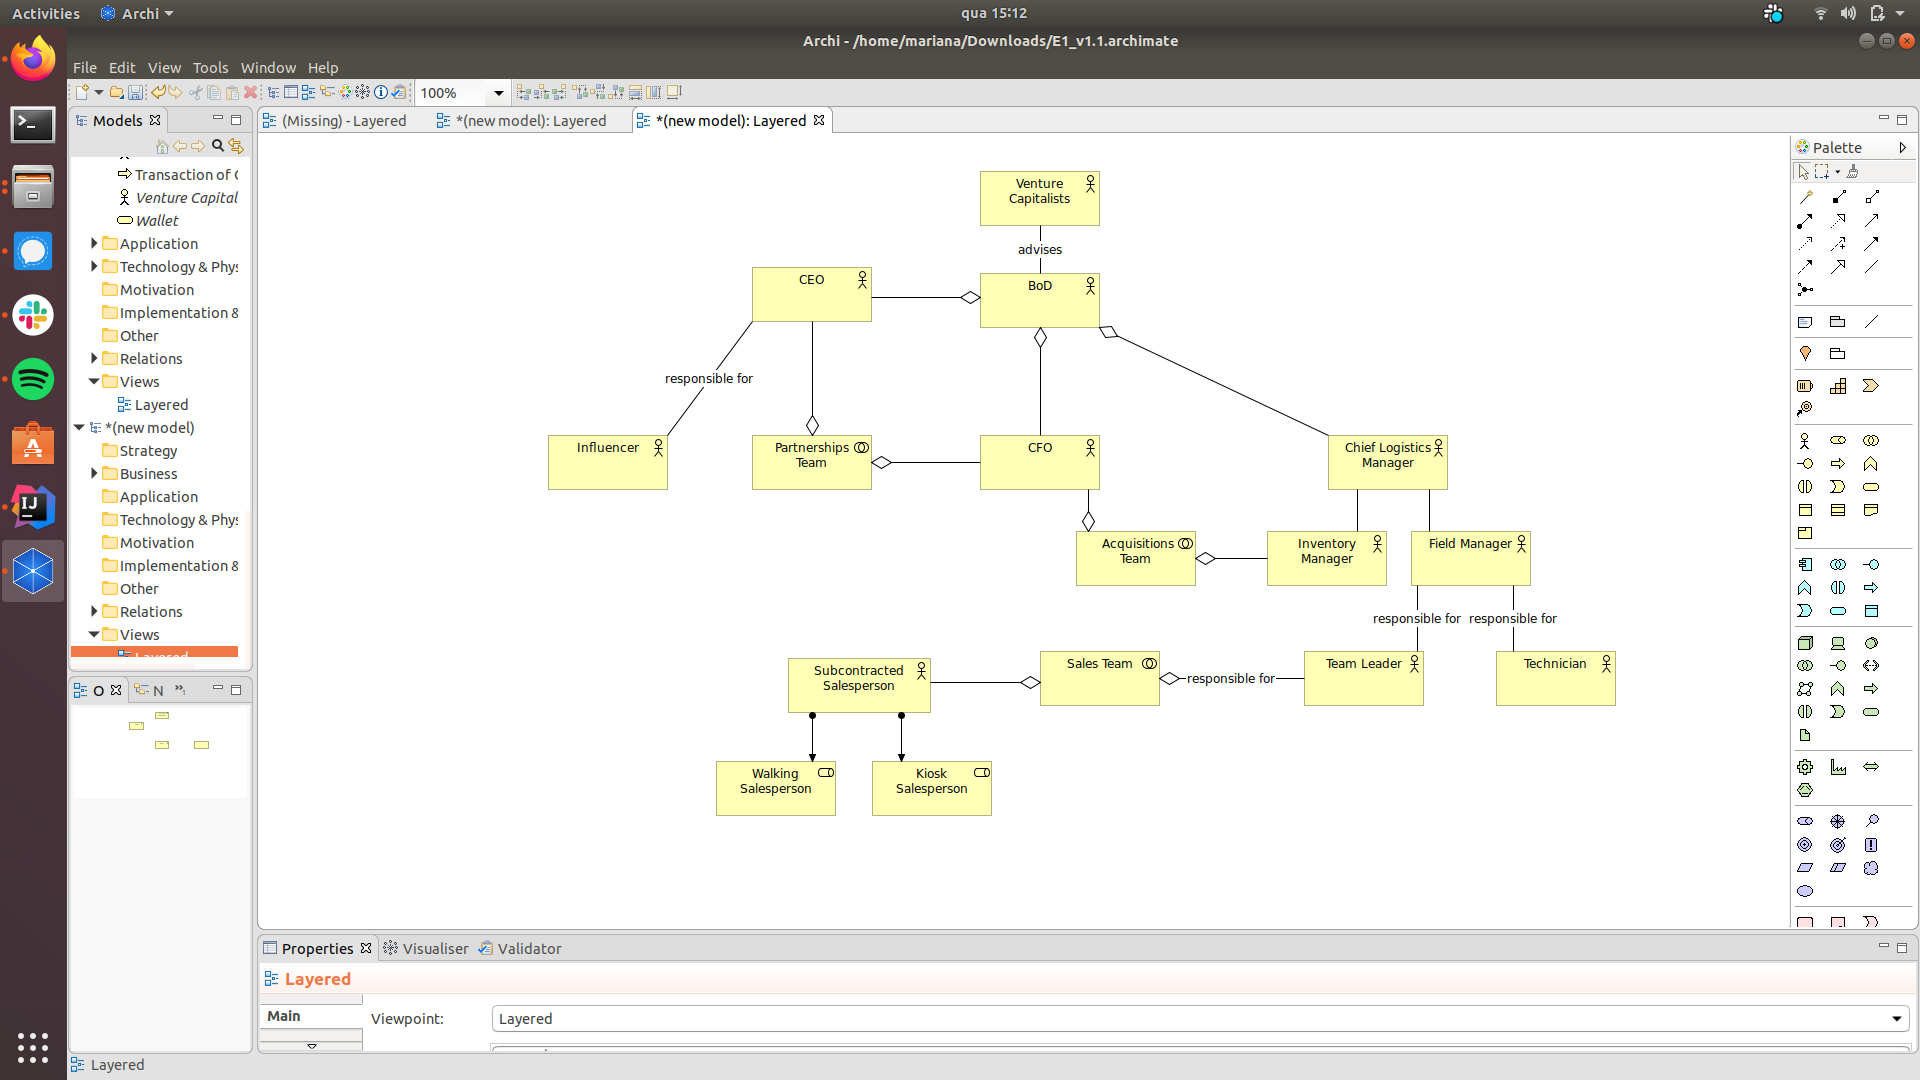 Activities
Archi
qua 15:12
Archi - /home/mariana/Downloads/E1_v1.1.archimate
File Edit View Tools Window Help
100%
Models
(Missing) - Layered
*(new model): Layered
*(new model): Layered
Transaction of
Venture Capital
Wallet
Application
Technology & Phys
Motivation
Implementation &
Other
Relations
Views
Layered
*(new model)
Strategy
Business
Application
Technology & Phys
Motivation
Implementation &
Other
Relations
Views
Layered
O
N
Venture
Capitalists
advises
CEO
BoD
responsible for
Influencer
Partnerships
Team
CFO
Chief Logistics
Manager
Acquisitions
Team
Inventory
Manager
Field Manager
responsible for
responsible for
Subcontracted
Salesperson
Sales Team
responsible for
Team Leader
Technician
Walking
Salesperson
Kiosk
Salesperson
Palette
Properties
Visualiser
Validator
Layered
Main
Viewpoint:
Layered
Layered